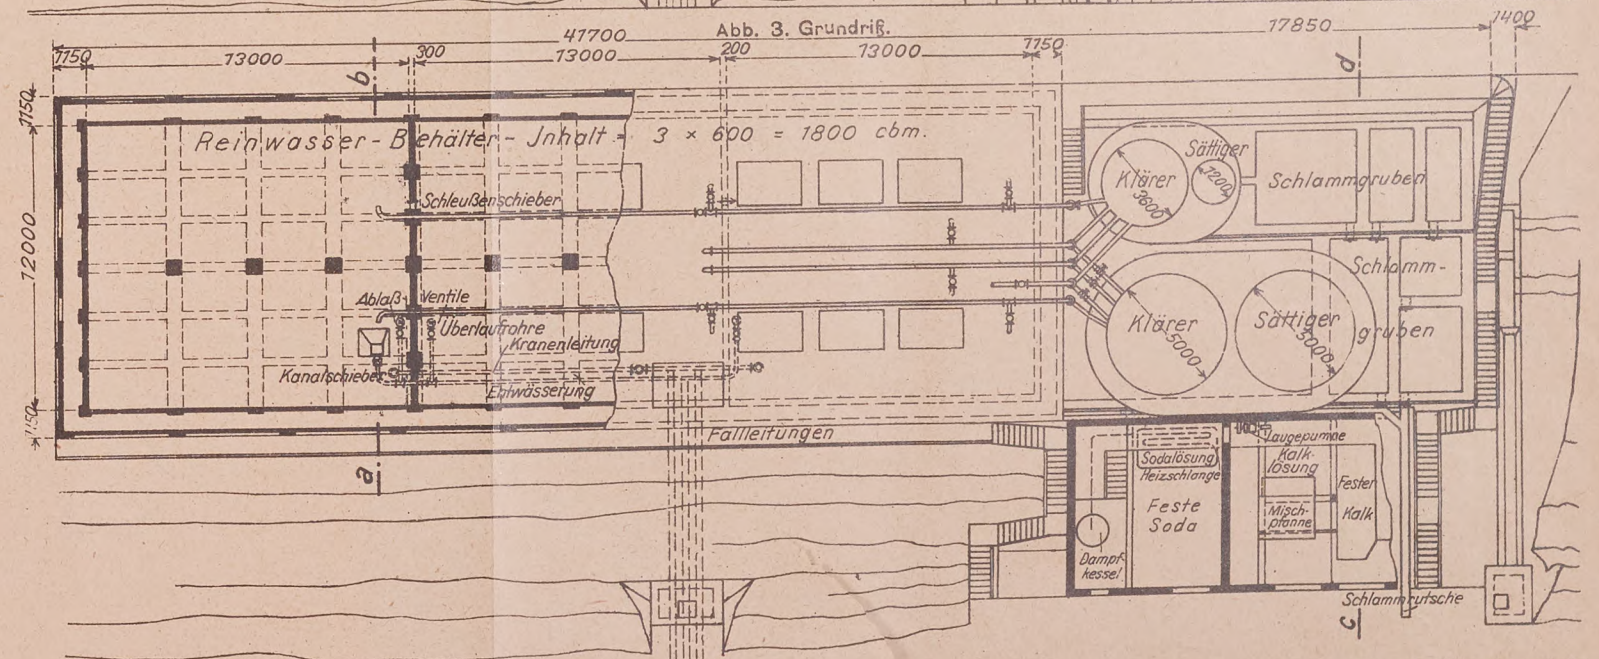 Abb. 3. Grundriß.
41700
17850
1400
1150
13000
300
13000
200
13000
1150
b
d
1150
12000
1150
Reinwasser-Behälter-Inhalt = 3 × 600 = 1800 cbm.
Schleußenschieber
Ablaß-Ventile
Überlaufrohre
Kranenleitung
Kanalschieber
Entwässerung
Fallleitungen
a
Klärer
3600
Sättiger
1200
Schlammgruben
Klärer
5000
Sättiger
5000
Schlamm-
gruben
Sodalösung
Heizschlange
Feste
Soda
Dampf-
kessel
Laugepumpe
Kalk-
lösung
Misch-
pfanne
Fester
Kalk
Schlammrutsche
c